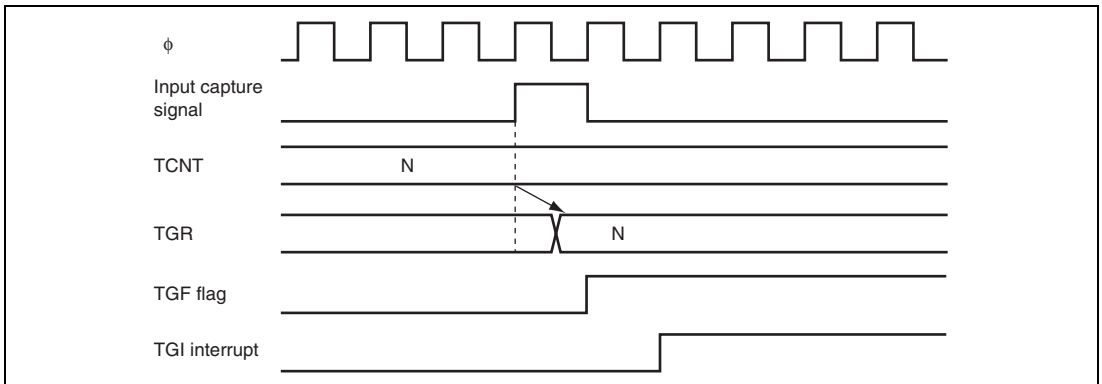 ϕ
Input capture
signal
TCNT
N
TGR
N
TGF flag
TGI interrupt